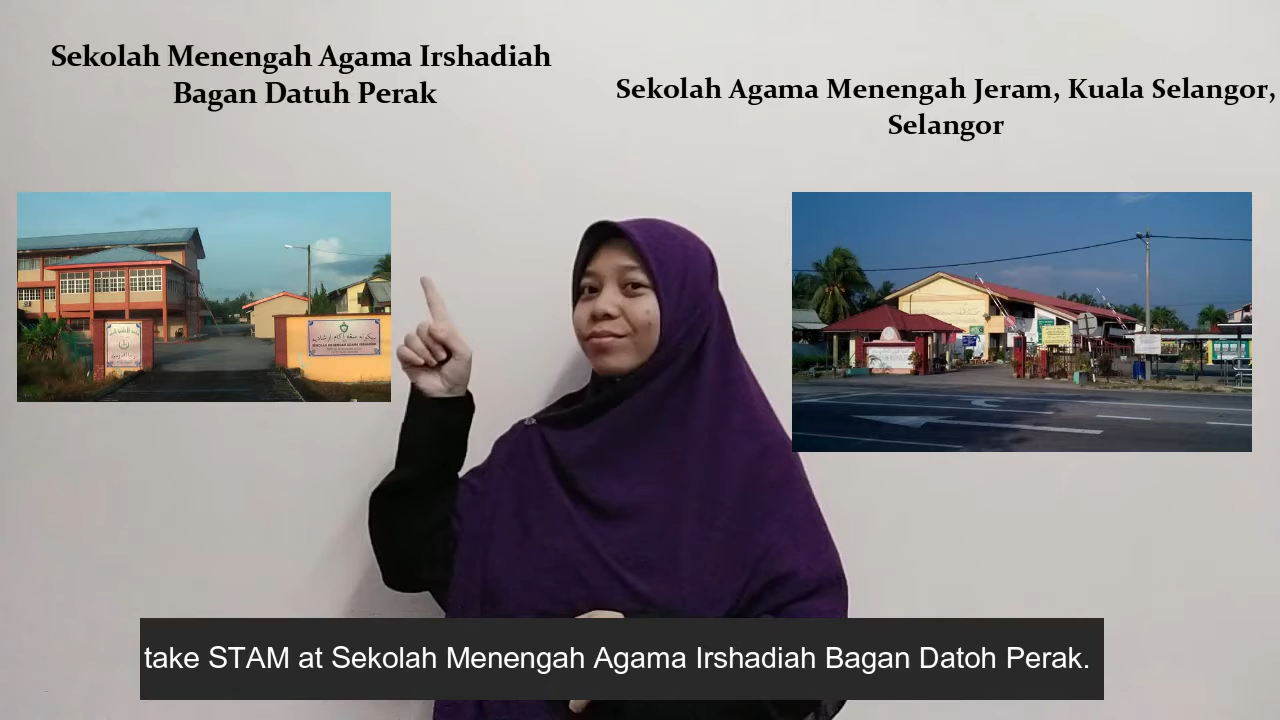 Sekolah Menengah Agama Irshadiah
Bagan Datuh Perak
Sekolah Agama Menengah Jeram, Kuala Selangor,
Selangor
take STAM at Sekolah Menengah Agama Irshadiah Bagan Datoh Perak.